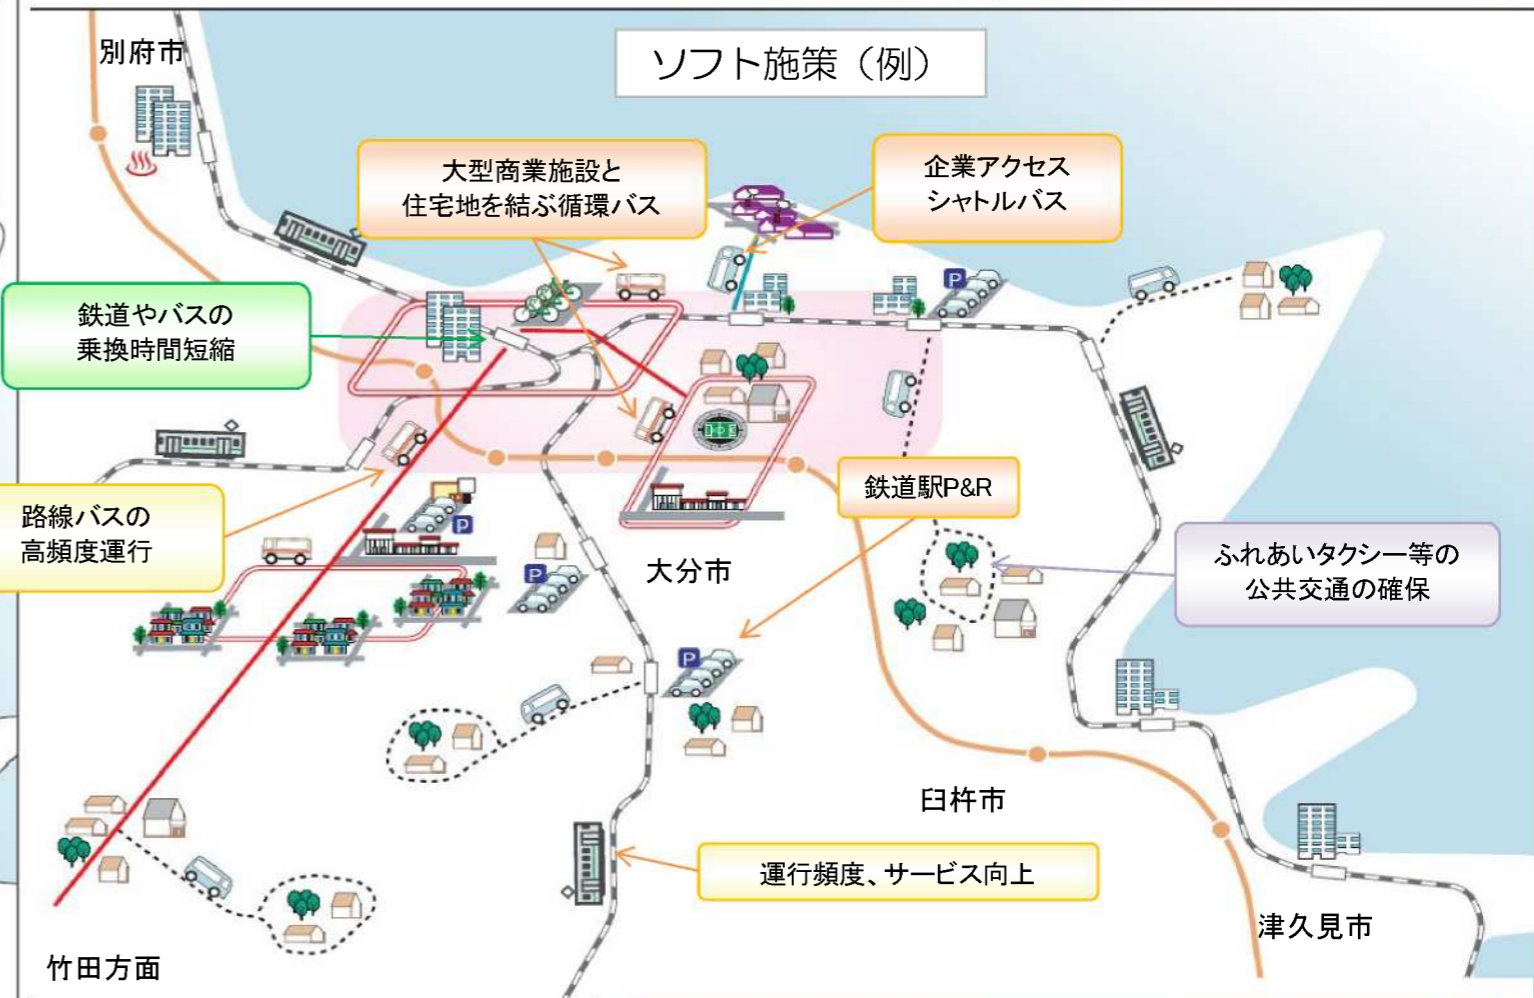 別府市
ソフト施策（例）
大型商業施設と
住宅地を結ぶ循環バス
企業アクセス
シャトルバス
鉄道やバスの
乗換時間短縮
P
路線バスの
高頻度運行
鉄道駅P&R
P
P
大分市
ふれあいタクシー等の
公共交通の確保
P
臼杵市
運行頻度、サービス向上
津久見市
竹田方面